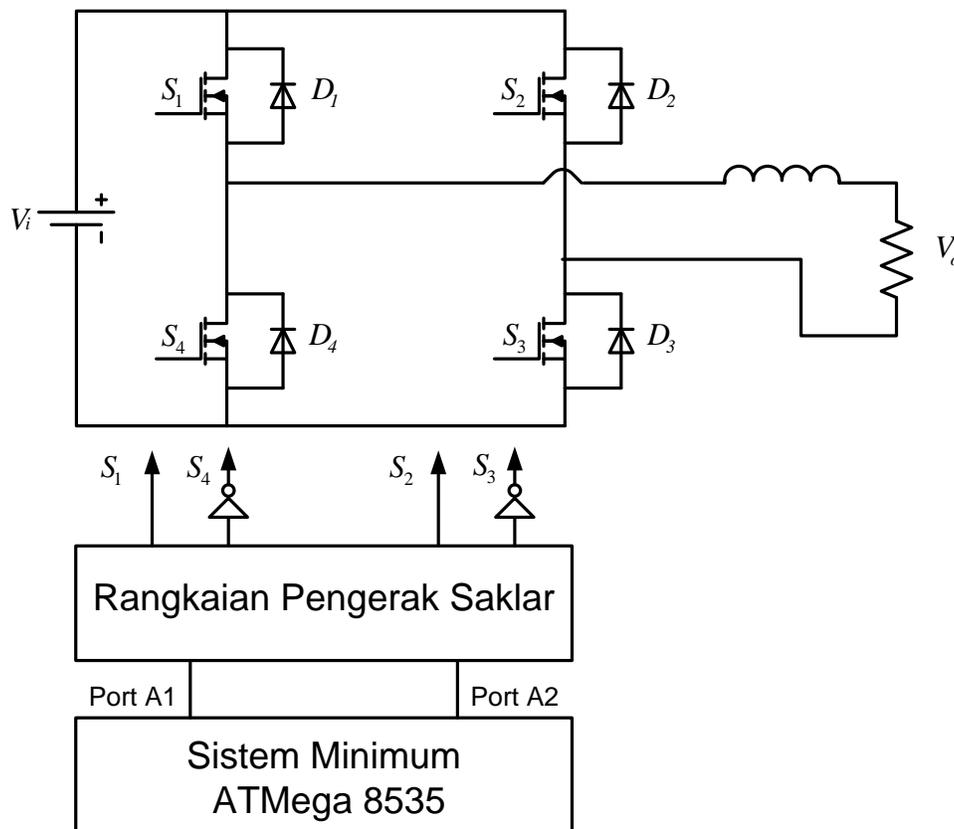 S1 D1 S2 D2
Vi + -
S4 D4 S3 D3
S1 S4 S2 S3
Rangkaian Pengerak Saklar
Port A1 Port A2
Sistem Minimum
ATMega 8535